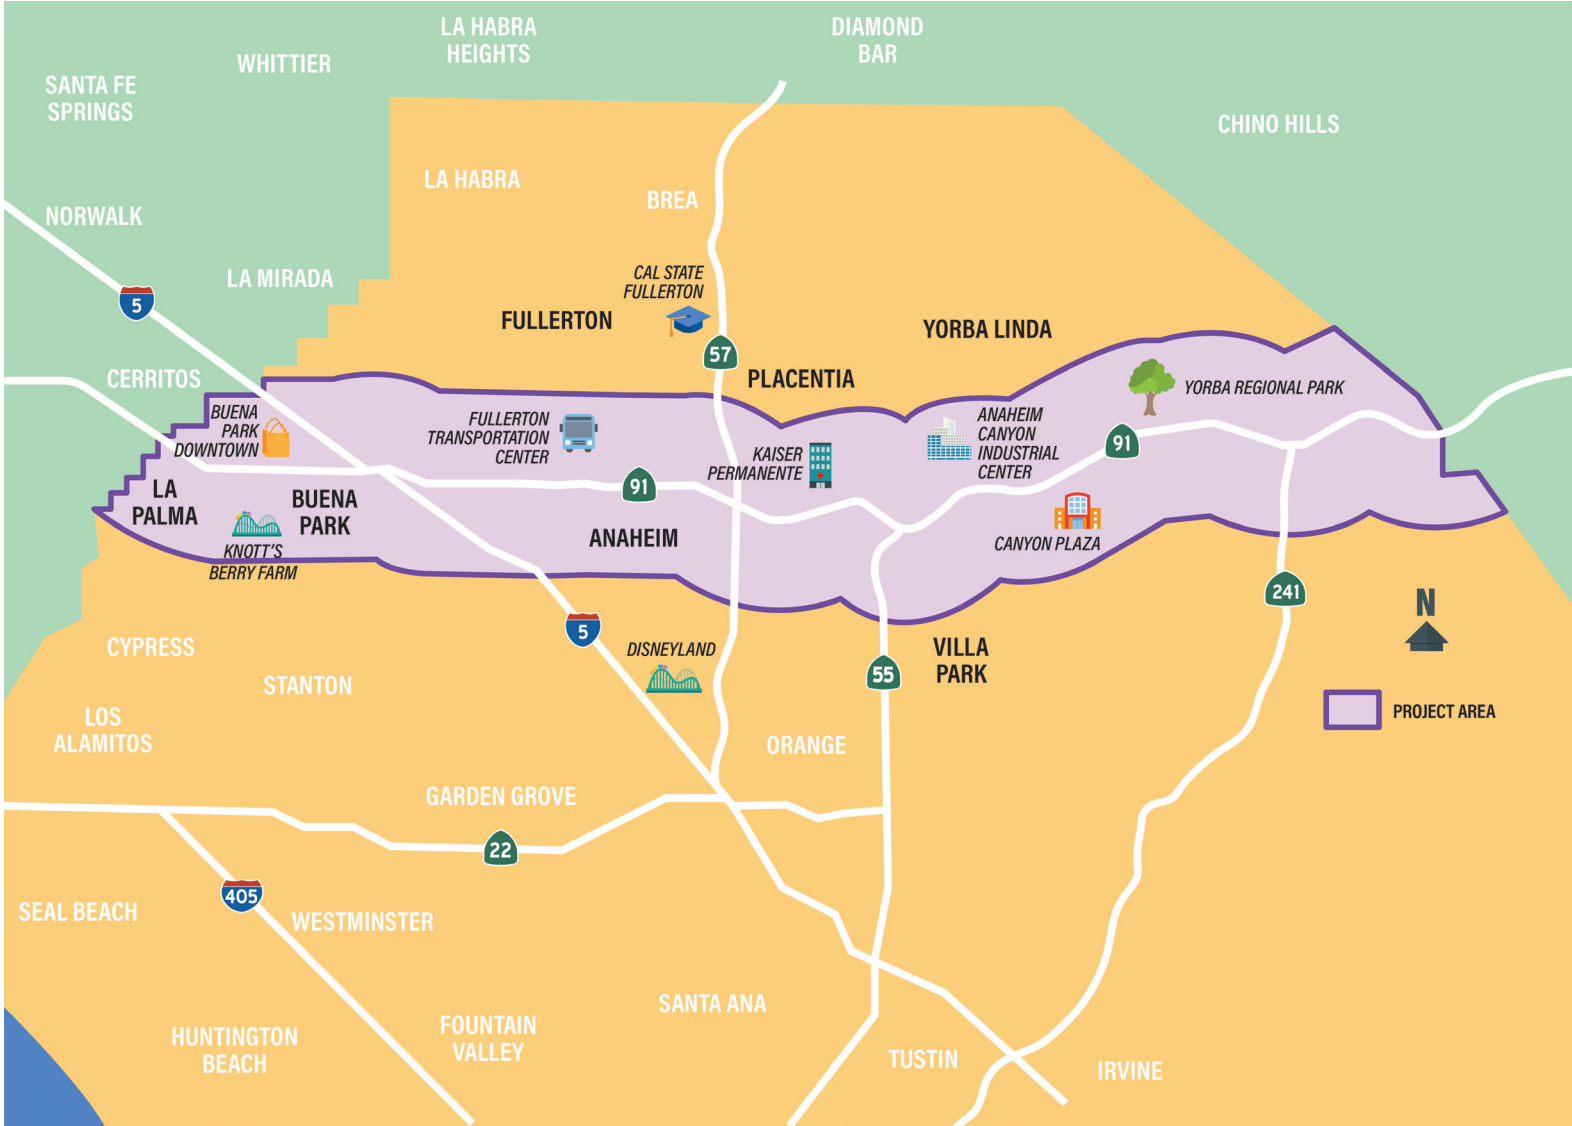 LA HABRA
HEIGHTS
DIAMOND
BAR
WHITTIER
SANTA FE
SPRINGS
CHINO HILLS
LA HABRA
BREA
NORWALK
LA MIRADA
CAL STATE
FULLERTON
5
FULLERTON
YORBA LINDA
57
CERRITOS
PLACENTIA
YORBA REGIONAL PARK
BUENA
PARK
DOWNTOWN
FULLERTON
TRANSPORTATION
CENTER
KAISER
PERMANENTE
ANAHEIM
CANYON
INDUSTRIAL
CENTER
91
91
LA
PALMA
BUENA
PARK
ANAHEIM
KNOTT'S
BERRY FARM
CANYON PLAZA
241
N
5
CYPRESS
DISNEYLAND
VILLA
PARK
55
STANTON
PROJECT AREA
LOS
ALAMITOS
ORANGE
GARDEN GROVE
22
405
SEAL BEACH
WESTMINSTER
SANTA ANA
HUNTINGTON
BEACH
FOUNTAIN
VALLEY
TUSTIN
IRVINE